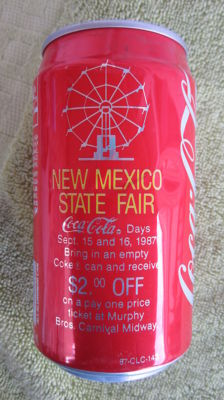 NEW MEXICO
STATE FAIR
Coca-Cola® Days
Sept. 15 and 16, 1987
Bring in an empty
Coke® can and receive
$2.00 OFF
on a pay one price
ticket at Murphy
Bros. Carnival Midway
Coca-Cola